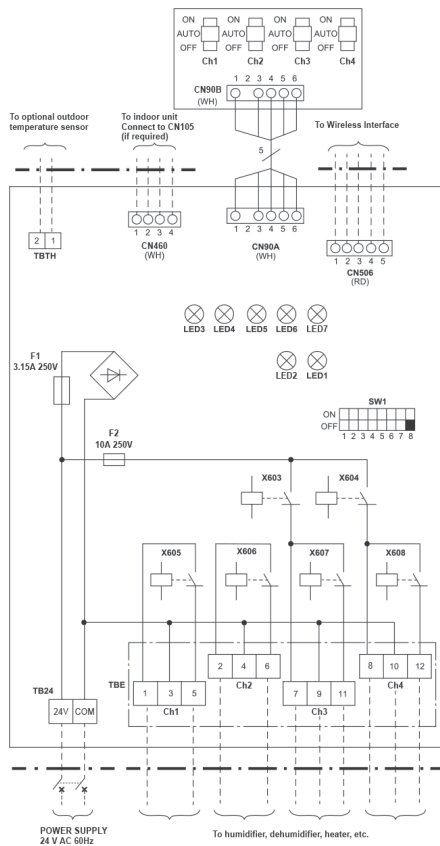 ON ON ON ON
AUTO AUTO AUTO AUTO
OFF OFF OFF OFF
Ch1 Ch2 Ch3 Ch4
CN90B
(WH)
1 2 3 4 5 6
To optional outdoor
temperature sensor
To indoor unit
Connect to CN105
(if required)
To Wireless Interface
5
2 1
TBTH
1 2 3 4
CN460
(WH)
1 2 3 4 5 6
CN90A
(WH)
1 2 3 4 5
CN506
(RD)
LED3 LED4 LED5 LED6 LED7
LED2 LED1
F1
3.15A 250V
SW1
ON
OFF
1 2 3 4 5 6 7 8
F2
10A 250V
X603 X604
X605 X606 X607 X608
TBE
1 3 5
Ch1
2 4 6
Ch2
7 9 11
Ch3
8 10 12
Ch4
TB24
24V COM
POWER SUPPLY
24 V AC 60Hz
To humidifier, dehumidifier, heater, etc.